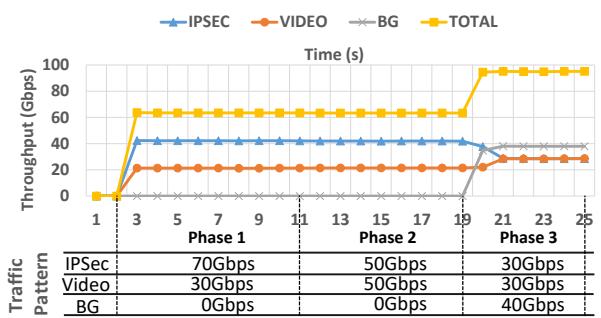 IPSEC VIDEO BG TOTAL
Time (s)
Throughput (Gbps)
100
80
60
40
20
0
1 3 5 7 9 11 13 15 17 19 21 23 25
Phase 1 Phase 2 Phase 3
Traffic
Pattern
IPSec 70Gbps 50Gbps 30Gbps
Video 30Gbps 50Gbps 30Gbps
BG 0Gbps 0Gbps 40Gbps